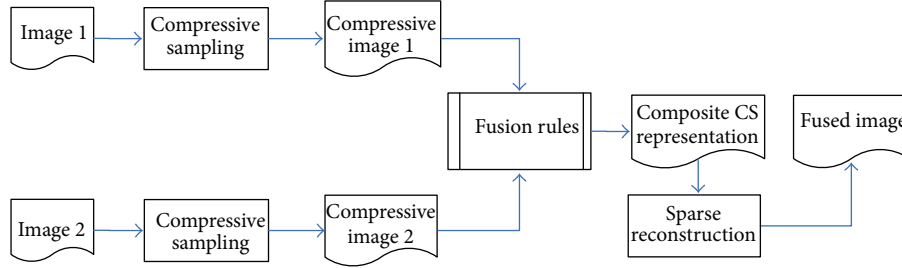 Image 1
Compressive
sampling
Compressive
image 1
Fusion rules
Composite CS
representation
Fused image
Image 2
Compressive
sampling
Compressive
image 2
Sparse
reconstruction